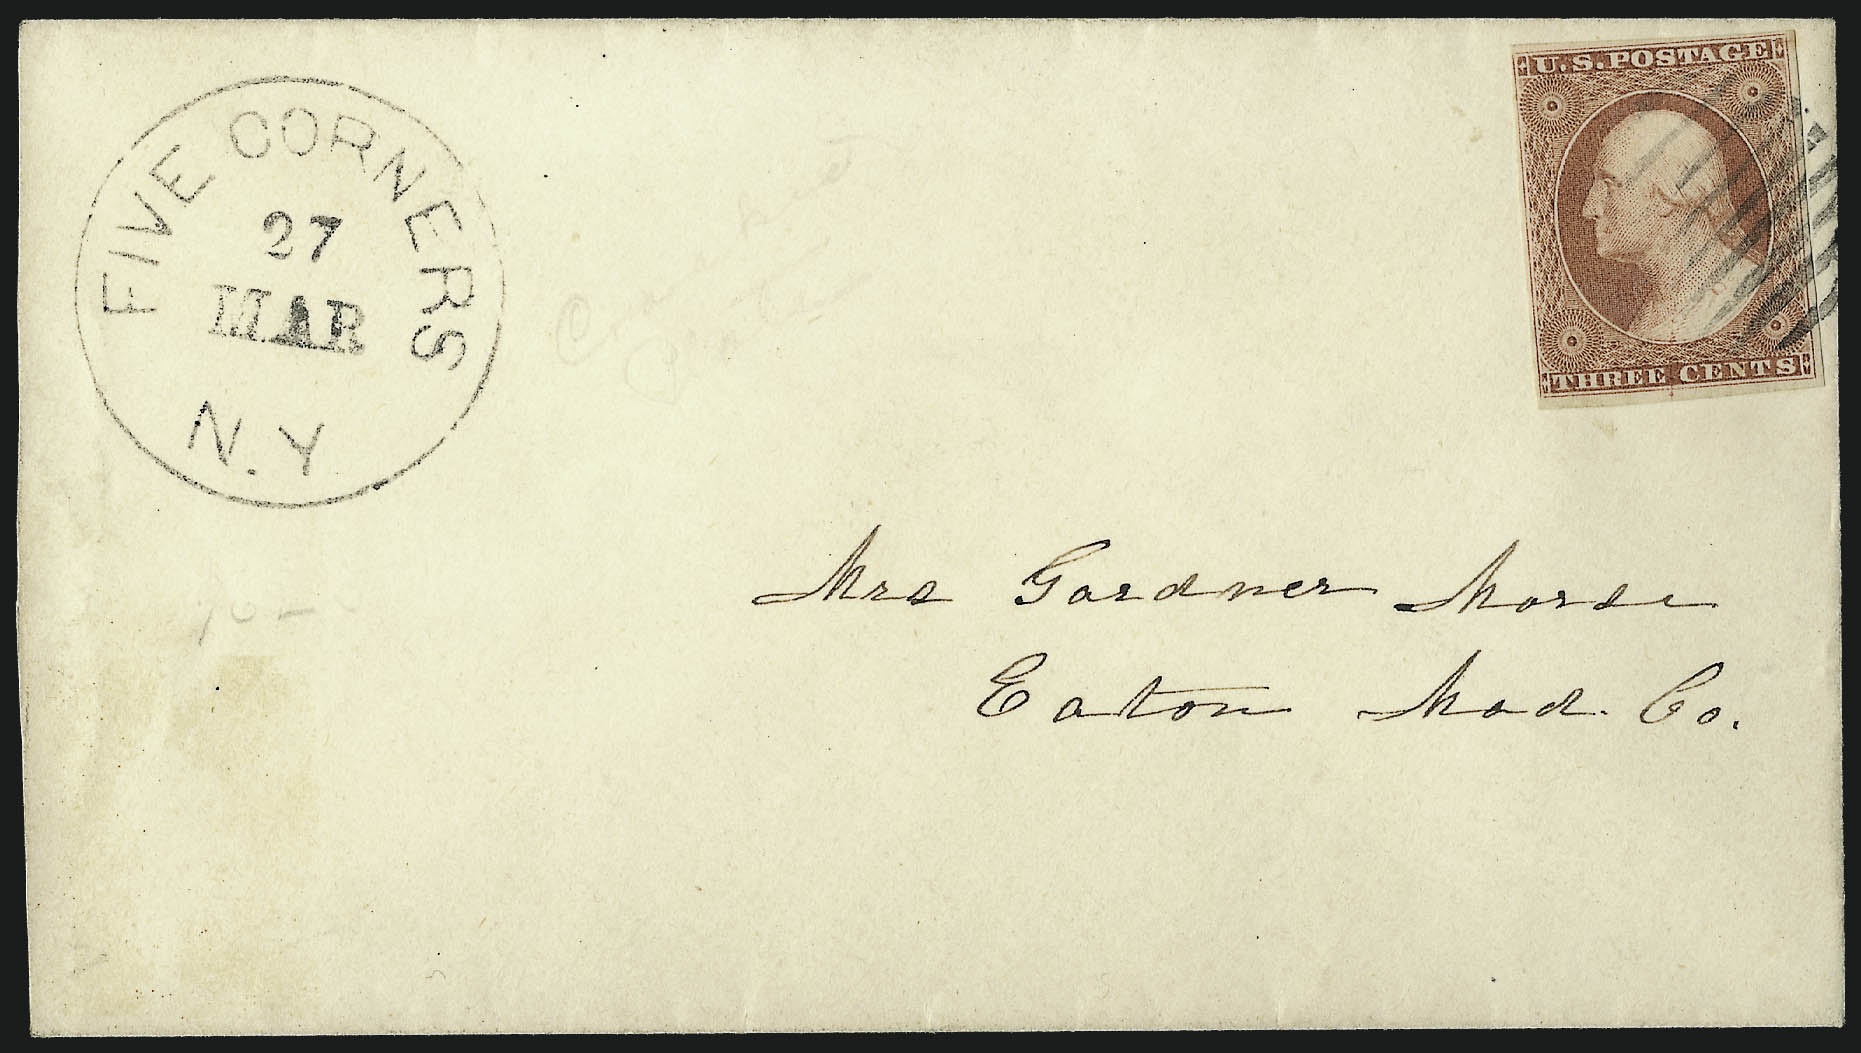 FIVE CORNERS
27
MAR
N.Y
U.S.POSTAGE
THREE CENTS
Mrs Gardner Morse
Eaton Mad. Co.